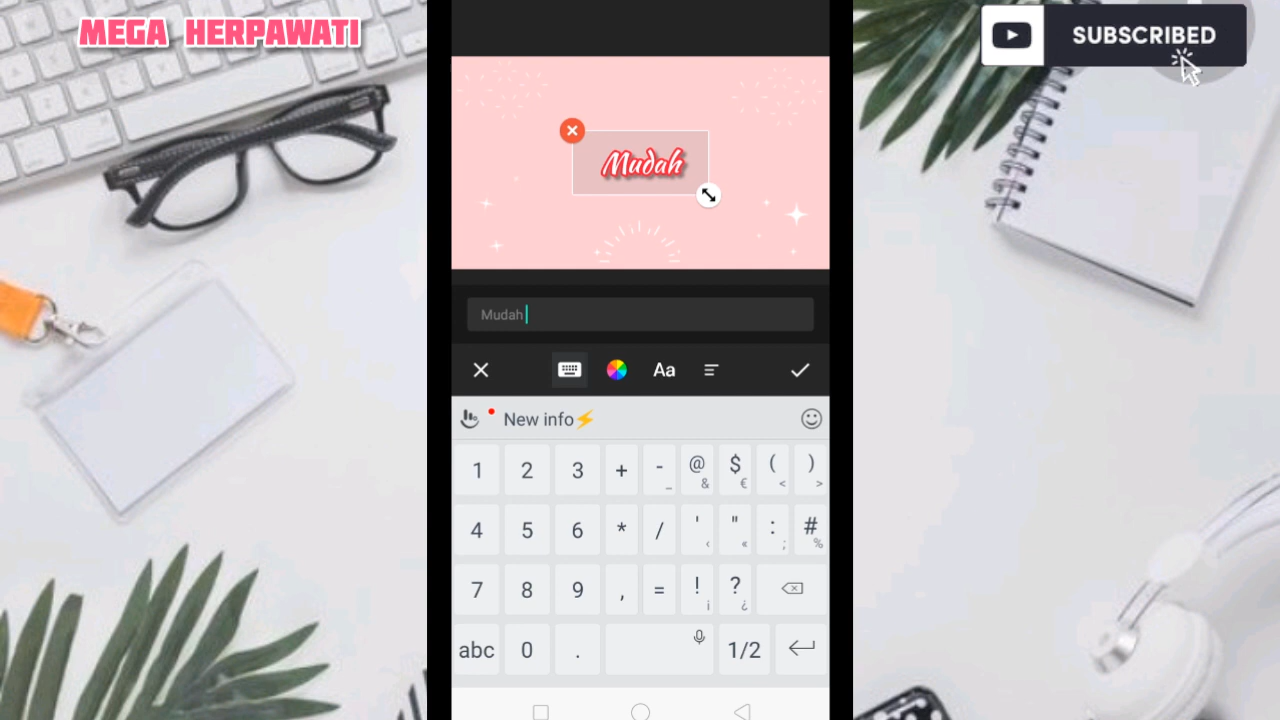 MEGA HERPAWATI
SUBSCRIBED
Mudah
Mudah
Aa
New info⚡
1 2 3 + - _ @ & $ € ( < ) >
4 5 6 * / ' ‹ " « : ; # %
7 8 9 , = ! ¡ ? ¿
abc 0 . 1/2